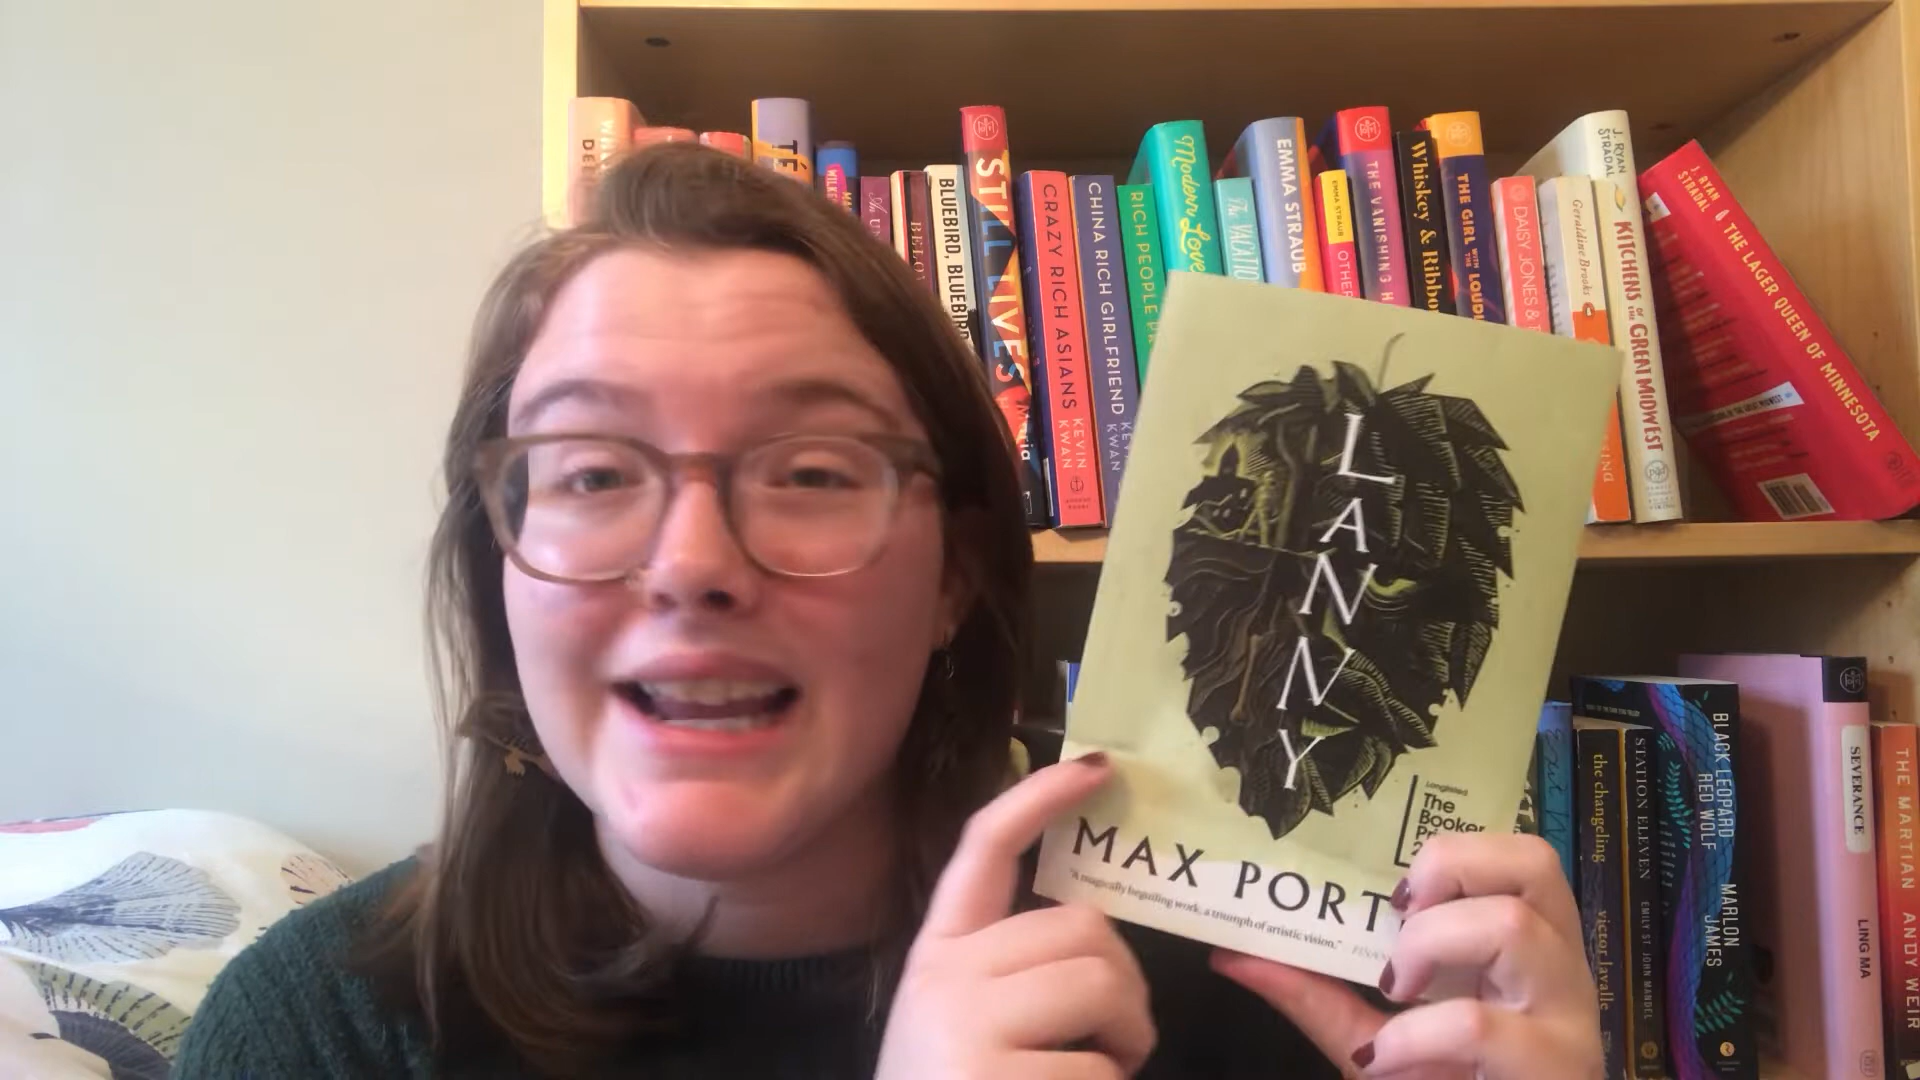 STILL LIVES
BLUEBIRD, BLUEBIRD
CRAZY RICH ASIANS
KEVIN KWAN
CHINA RICH GIRLFRIEND
KWAN
RICH PEOPLE
Modern Love
The
EMMA STRAUB
EMMA STRAUB
OTHER
THE VANISHING H
Whiskey & Ribbo
THE GIRL WITH THE LOUD
DAISY JONES &
Geraldine Brooks
J. RYAN STRADAL
KITCHENS OF THE GREAT MIDWEST
J. RYAN STRADAL
THE LAGER QUEEN OF MINNESOTA
LANNY
Longlisted
The
Booker
MAX PORT
"A magically beguiling work, a triumph of artistic vision."
the changeling
victor lavalle
STATION ELEVEN
EMILY ST. JOHN MANDEL
BLACK LEOPARD
RED WOLF
MARLON
JAMES
SEVERANCE
LING MA
THE MARTIAN
ANDY WEIR